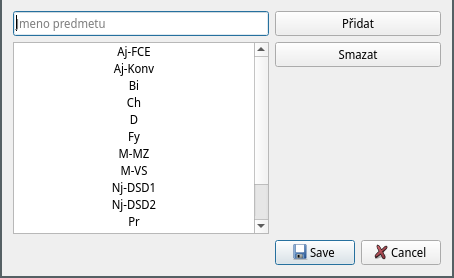 Jmeno predmetu
Přidat
Smazat
Aj-FCE
Aj-Konv
Bi
Ch
D
Fy
M-MZ
M-VS
Nj-DSD1
Nj-DSD2
Pr
Save
Cancel